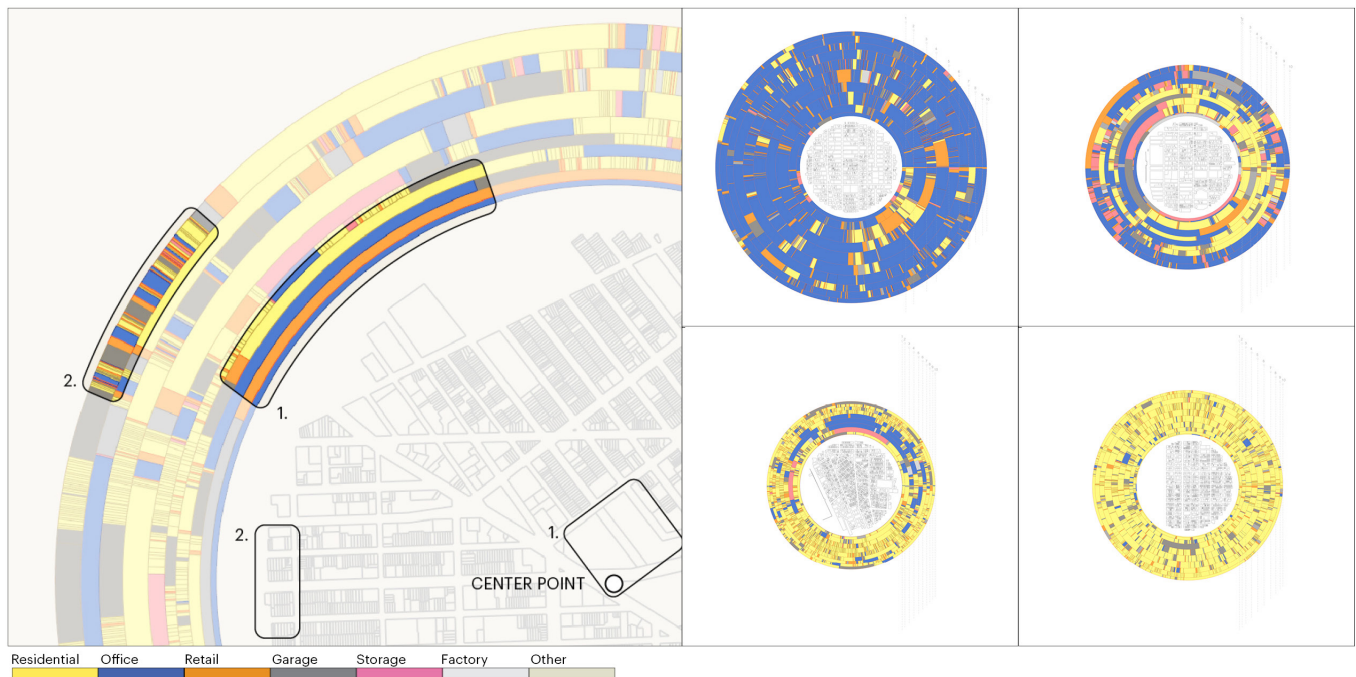 2.
1.
2.
1.
CENTER POINT
Residential Office Retail Garage Storage Factory Other